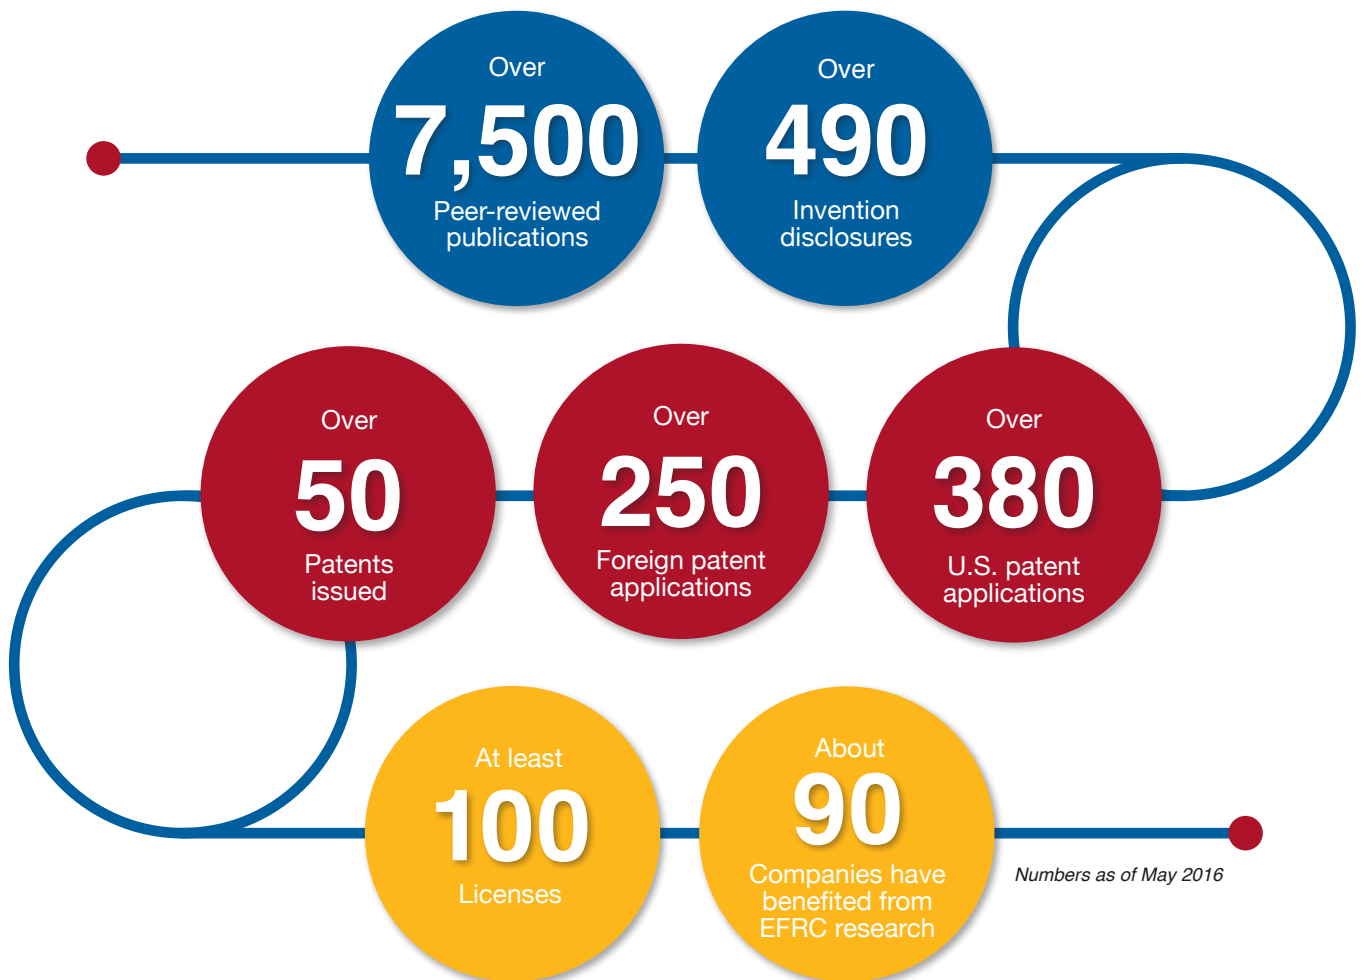 Over
7,500
Peer-reviewed
publications
Over
490
Invention
disclosures
Over
50
Patents
issued
Over
250
Foreign patent
applications
Over
380
U.S. patent
applications
At least
100
Licenses
About
90
Companies have
benefited from
EFRC research
Numbers as of May 2016